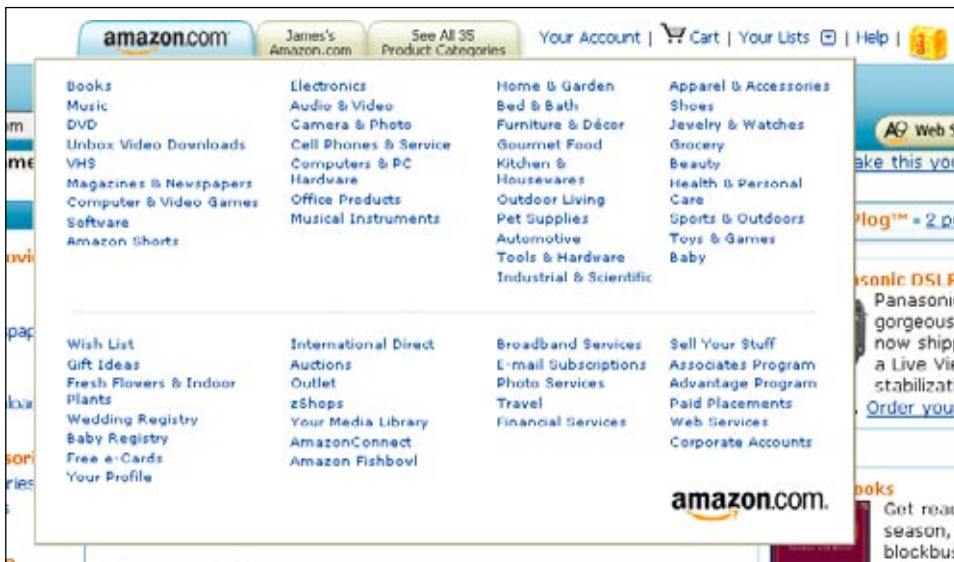 amazon.com
James's
Amazon.com
See All 35
Product Categories
Your Account | Cart | Your Lists | Help |
Books
Music
DVD
Unbox Video Downloads
VHS
Magazines & Newspapers
Computer & Video Games
Software
Amazon Shorts
Electronics
Audio & Video
Camera & Photo
Cell Phones & Service
Computers & PC
Hardware
Office Products
Musical Instruments
Home & Garden
Bed & Bath
Furniture & Décor
Gourmet Food
Kitchen &
Housewares
Outdoor Living
Pet Supplies
Automotive
Tools & Hardware
Industrial & Scientific
Apparel & Accessories
Shoes
Jewelry & Watches
Grocery
Beauty
Health & Personal
Care
Sports & Outdoors
Toys & Games
Baby
Wish List
Gift Ideas
Fresh Flowers & Indoor
Plants
Wedding Registry
Baby Registry
Free e-Cards
Your Profile
International Direct
Auctions
Outlet
zShops
Your Media Library
AmazonConnect
Amazon Fishbowl
Broadband Services
E-mail Subscriptions
Photo Services
Travel
Financial Services
Sell Your Stuff
Associates Program
Advantage Program
Paid Placements
Web Services
Corporate Accounts
amazon.com.
A9 Web S
ake this you
Plog™ - 2 p
asonic DSLR
Panasoni
gorgeous
now shipp
a Live Vie
stabilizati
Order you
ooks
Get read
season,
blockbus